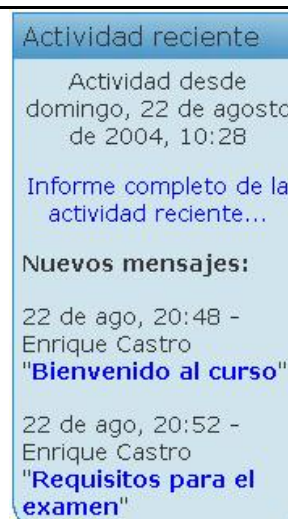 Actividad reciente
Actividad desde
domingo, 22 de agosto
de 2004, 10:28
Informe completo de la
actividad reciente...
Nuevos mensajes:
22 de ago, 20:48 -
Enrique Castro
"Bienvenido al curso"
22 de ago, 20:52 -
Enrique Castro
"Requisitos para el
examen"